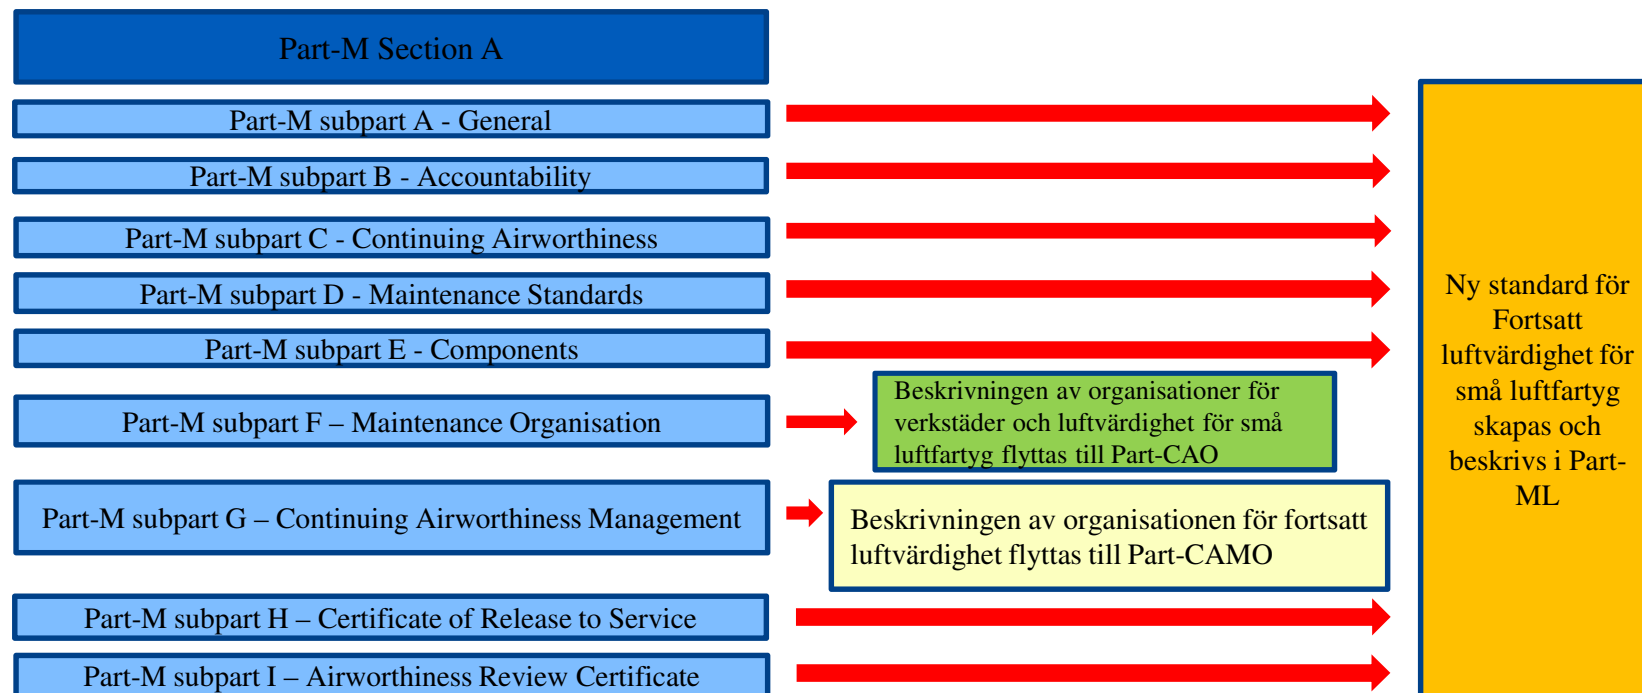 Part-M Section A
Part-M subpart A - General
Part-M subpart B - Accountability
Part-M subpart C - Continuing Airworthiness
Part-M subpart D - Maintenance Standards
Part-M subpart E - Components
Part-M subpart F – Maintenance Organisation
Beskrivningen av organisationer för
verkstäder och luftvärdighet för små
luftfartyg flyttas till Part-CAO
Part-M subpart G – Continuing Airworthiness Management
Beskrivningen av organisationen för fortsatt
luftvärdighet flyttas till Part-CAMO
Part-M subpart H – Certificate of Release to Service
Part-M subpart I – Airworthiness Review Certificate
Ny standard för
Fortsatt
luftvärdighet för
små luftfartyg
skapas och
beskrivs i Part-
ML